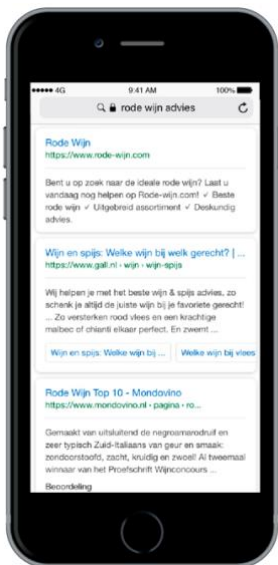 4G 9:41 AM 100%
rode wijn advies
Rode Wijn
https://www.rode-wijn.com
Bent u op zoek naar de ideale rode wijn? Laat u
vandaag nog helpen op Rode-wijn.com! ✓ Beste
rode wijn ✓ Uitgebreid assortiment ✓ Deskundig
advies.
Wijn en spijs: Welke wijn bij welk gerecht? | ...
https://www.gall.nl › wijn › wijn-spijs
Wij helpen je met het beste wijn & spijs advies, zo
schenk je altijd de juiste wijn bij je favoriete gerecht!
... Zo versterken rood vlees en een krachtige
malbec of chianti elkaar perfect. En zwemt ...
Wijn en spijs: Welke wijn bij ... Welke wijn bij vlees
Rode Wijn Top 10 - Mondovino
https://www.mondovino.nl › pagina › ro...
Gemaakt van uitsluitend de negroamarodruif en
zeer typisch Zuid-Italiaans van geur en smaak:
zondoorstoofd, zacht, kruidig en zwoel! Al tweemaal
winnaar van het Proefschrift Wijnconcours ...
Beoordeling